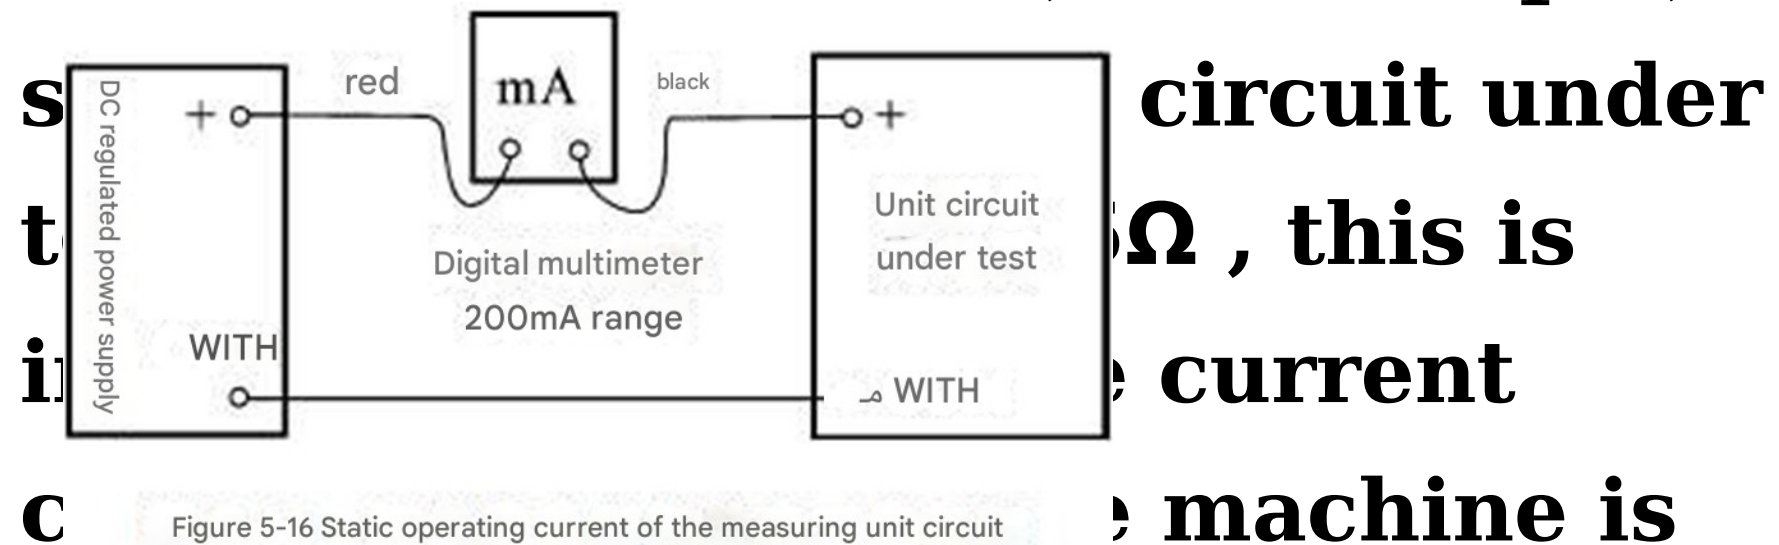 circuit under
Ω , this is
current
machine is
DC regulated power supply
+
red
mA
black
+
Unit circuit
under test
Digital multimeter
200mA range
WITH
WITH
Figure 5-16 Static operating current of the measuring unit circuit